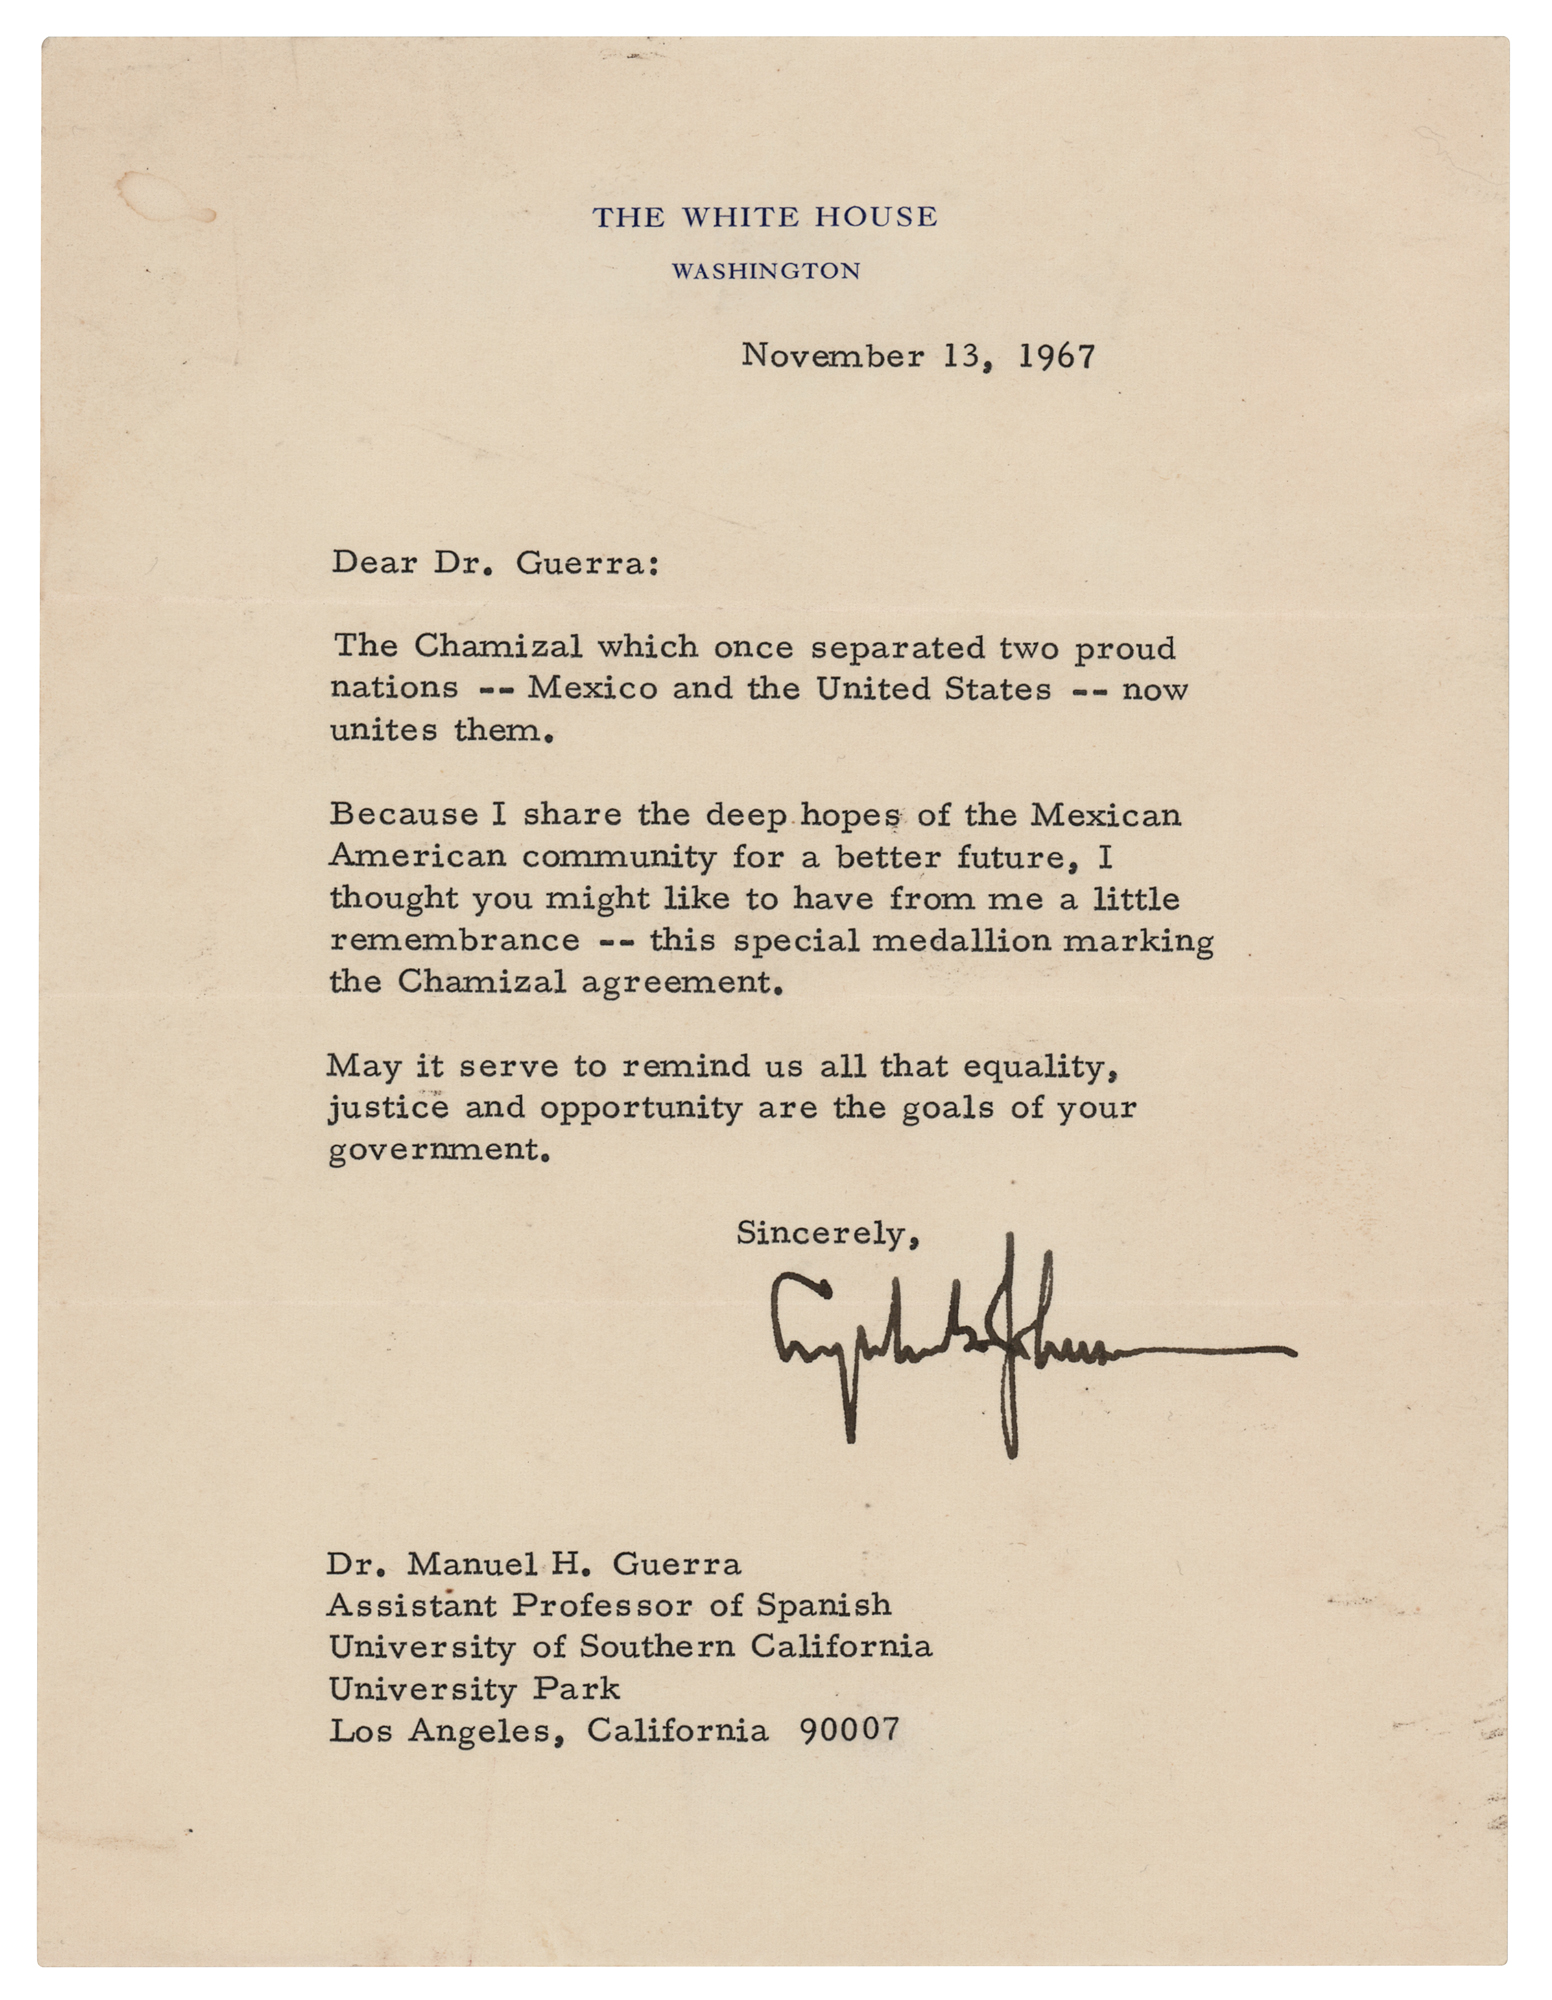 THE WHITE HOUSE
WASHINGTON
November 13, 1967
Dear Dr. Guerra:
The Chamizal which once separated two proud
nations -- Mexico and the United States -- now
unites them.
Because I share the deep hopes of the Mexican
American community for a better future, I
thought you might like to have from me a little
remembrance -- this special medallion marking
the Chamizal agreement.
May it serve to remind us all that equality,
justice and opportunity are the goals of your
government.
Sincerely,
Lyndon B. Johnson
Dr. Manuel H. Guerra
Assistant Professor of Spanish
University of Southern California
University Park
Los Angeles, California 90007